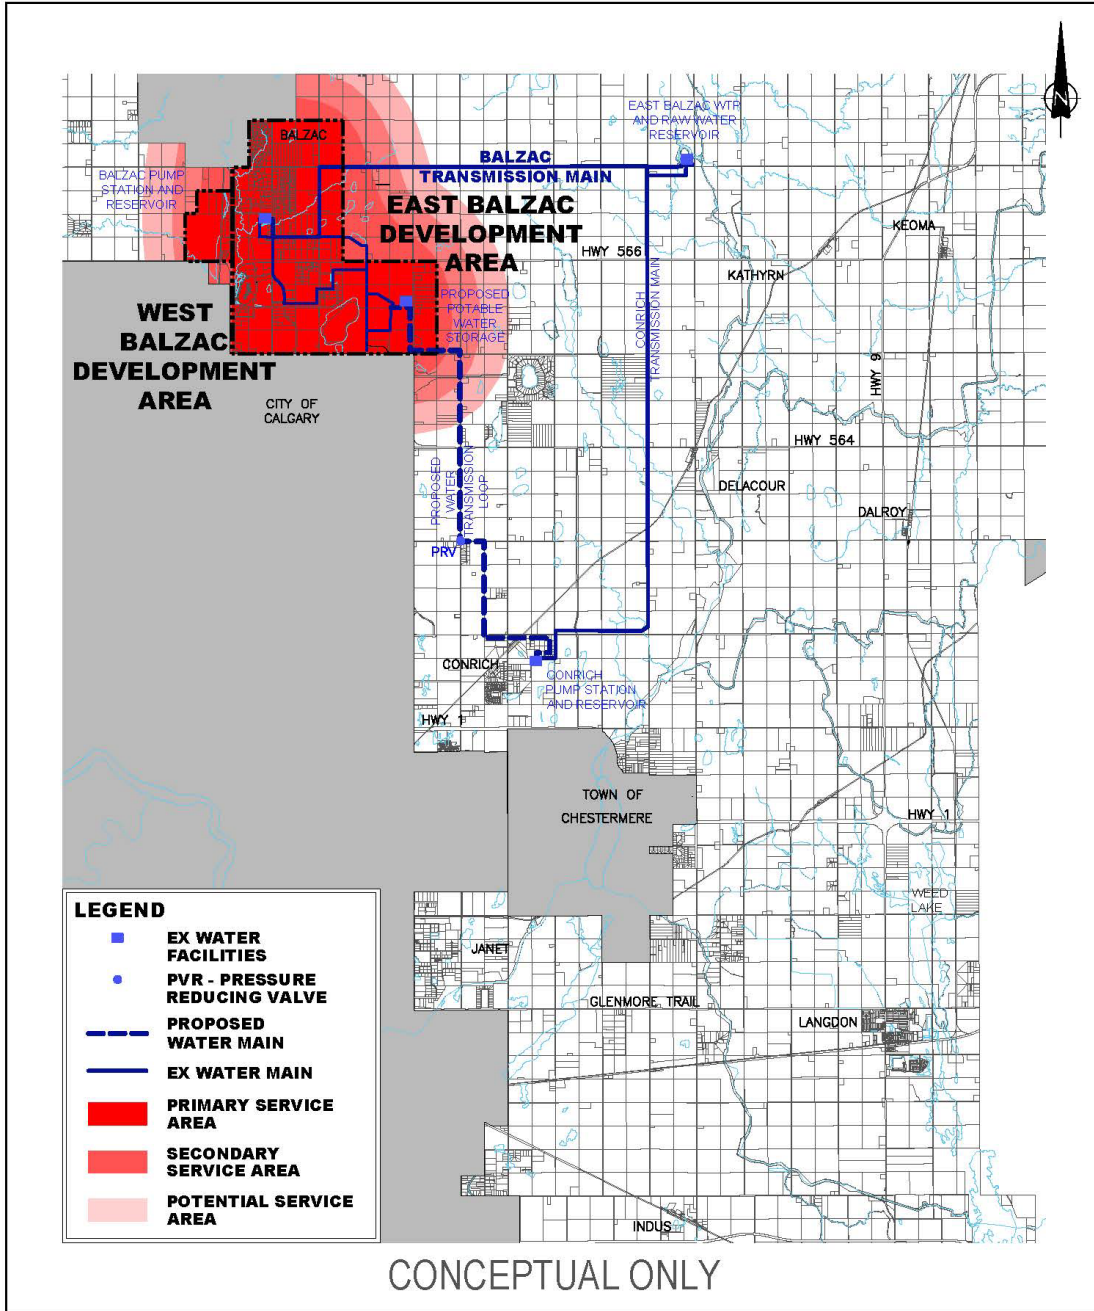 N
EAST BALZAC WTP
AND RAW WATER
RESERVOIR
BALZAC
BALZAC
TRANSMISSION MAIN
BALZAC PUMP
STATION AND
RESERVOIR
EAST BALZAC
DEVELOPMENT
AREA
HWY 566
KEOMA
KATHYRN
CONRICH
TRANSMISSION MAIN
PROPOSED
POTABLE
WATER
STORAGE
WEST
BALZAC
DEVELOPMENT
AREA
HWY 9
CITY OF
CALGARY
HWY 564
PROPOSED
WATER
TRANSMISSION
LOOP
DELACOUR
DALROY
PRV
CONRICH
CONRICH
PUMP STATION
AND RESERVOIR
HWY 1
TOWN OF
CHESTERMERE
HWY 1
WEED
LAKE
JANET
GLENMORE TRAIL
LANGDON
INDUS
LEGEND
EX WATER
FACILITIES
PVR - PRESSURE
REDUCING VALVE
PROPOSED
WATER MAIN
EX WATER MAIN
PRIMARY SERVICE
AREA
SECONDARY
SERVICE AREA
POTENTIAL SERVICE
AREA
CONCEPTUAL ONLY